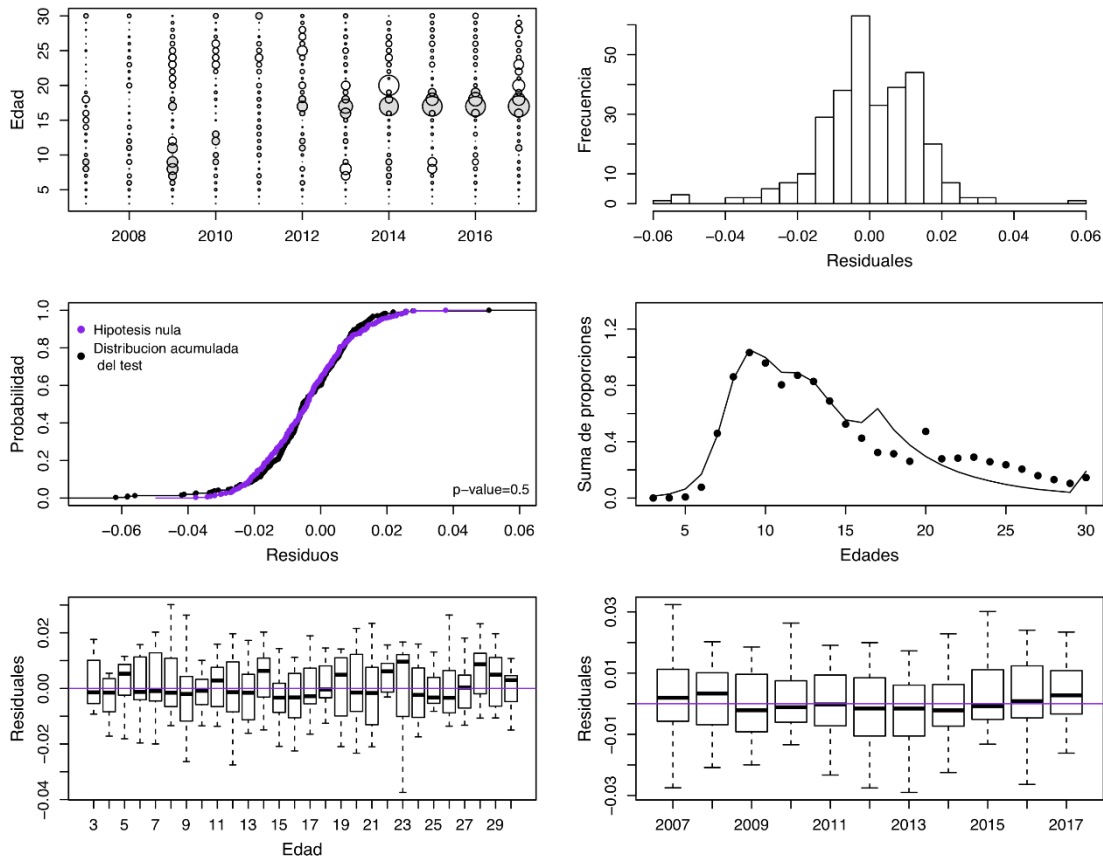 Edad
30
25
20
15
10
5
2008 2010 2012 2014 2016
Frecuencia
50
30
10
0
−0.06 −0.04 −0.02 0.00 0.02 0.04 0.06
Residuales
Probabilidad
1.0
0.8
0.6
0.4
0.2
0.0
Hipotesis nula
Distribucion acumulada
del test
p−value=0.5
−0.06 −0.04 −0.02 0.00 0.02 0.04 0.06
Residuos
Suma de proporciones
1.2
0.8
0.4
0.0
5 10 15 20 25 30
Edades
Residuales
0.02
0.00
−0.02
−0.04
3 5 7 9 11 13 15 17 19 21 23 25 27 29
Edad
Residuales
0.03
0.01
−0.01
−0.03
2007 2009 2011 2013 2015 2017